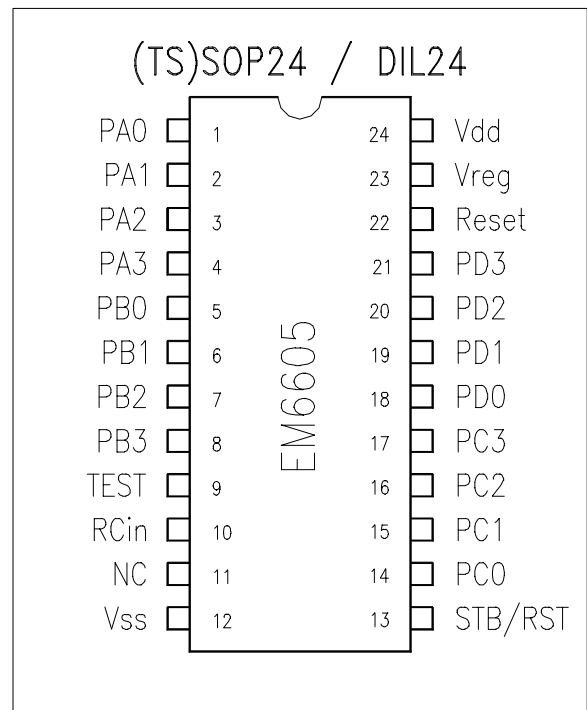 (TS)SOP24 / DIL24
PA0 1 24 Vdd
PA1 2 23 Vreg
PA2 3 22 Reset
PA3 4 21 PD3
PB0 5 20 PD2
PB1 6 19 PD1
PB2 7 18 PD0
PB3 8 17 PC3
TEST 9 16 PC2
RCin 10 15 PC1
NC 11 14 PC0
Vss 12 13 STB/RST
EM6605